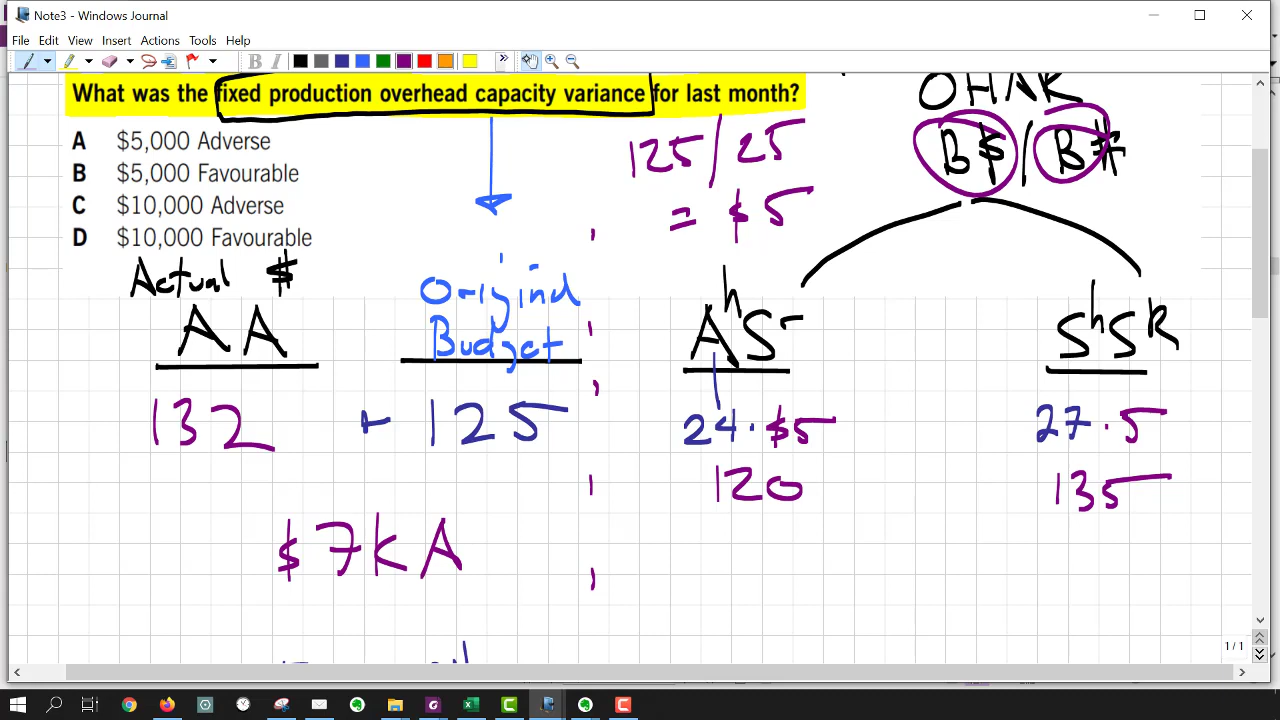 Note3 - Windows Journal
File Edit View Insert Actions Tools Help
B I
What was the fixed production overhead capacity variance for last month?
A $5,000 Adverse
B $5,000 Favourable
C $10,000 Adverse
D $10,000 Favourable
125/25
= $5
B$/B#
Actual $
AA
Budget
AhSr
ShSR
132
125
24·$5
27·5
120
135
$7kA
1/1